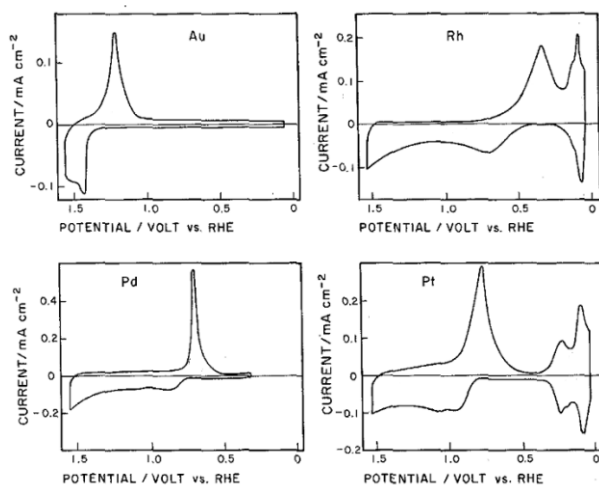 Au
CURRENT/mA cm-2
0.1
0
-0.1
1.5 1.0 0.5 0
POTENTIAL / VOLT vs. RHE
Rh
CURRENT/mA cm-2
0.2
0.1
0
-0.1
1.5 1.0 0.5 0
POTENTIAL / VOLT vs. RHE
Pd
CURRENT/mA cm-2
0.4
0.2
0
-0.2
1.5 1.0 0.5 0
POTENTIAL / VOLT vs. RHE
Pt
CURRENT/mA cm-2
0.2
0.1
0
-0.1
-0.2
1.5 1.0 0.5 0
POTENTIAL / VOLT vs. RHE